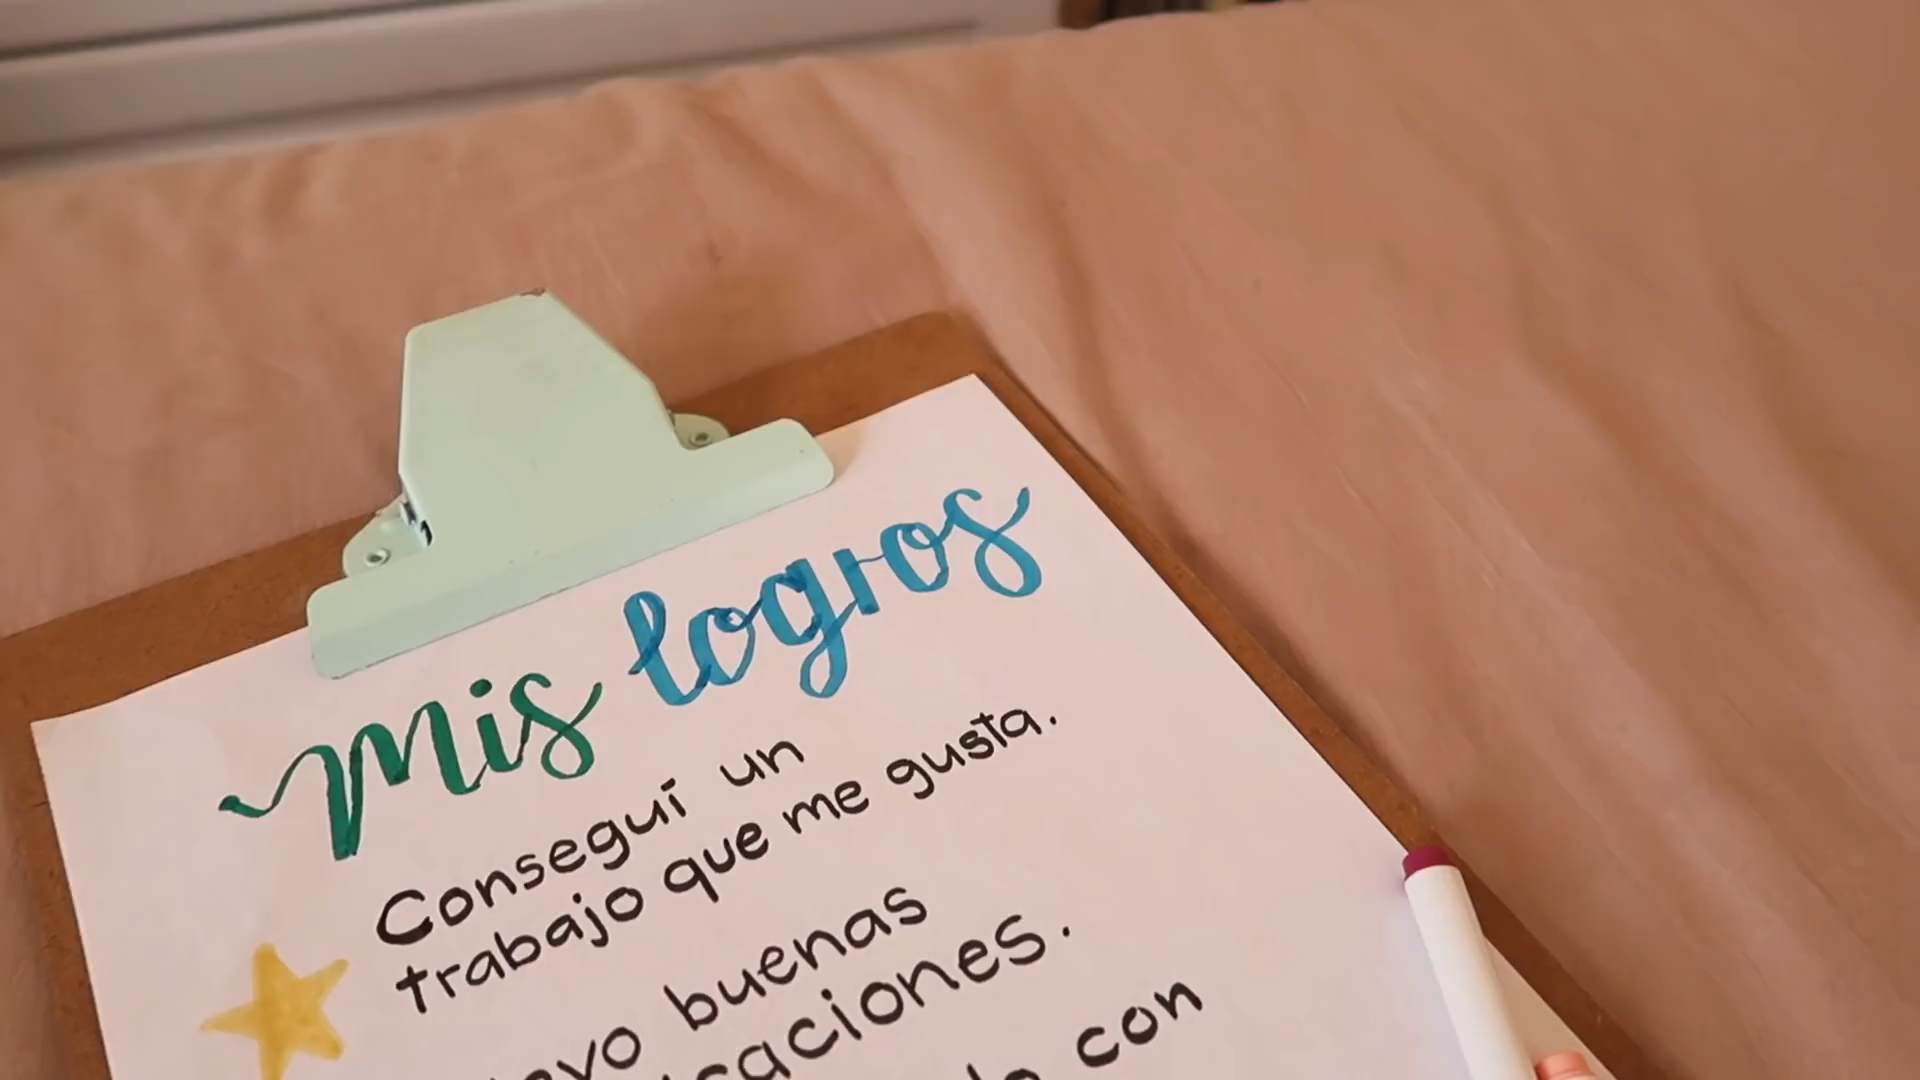 Mis logros
Conseguí un
trabajo que me gusta.
buenas
con